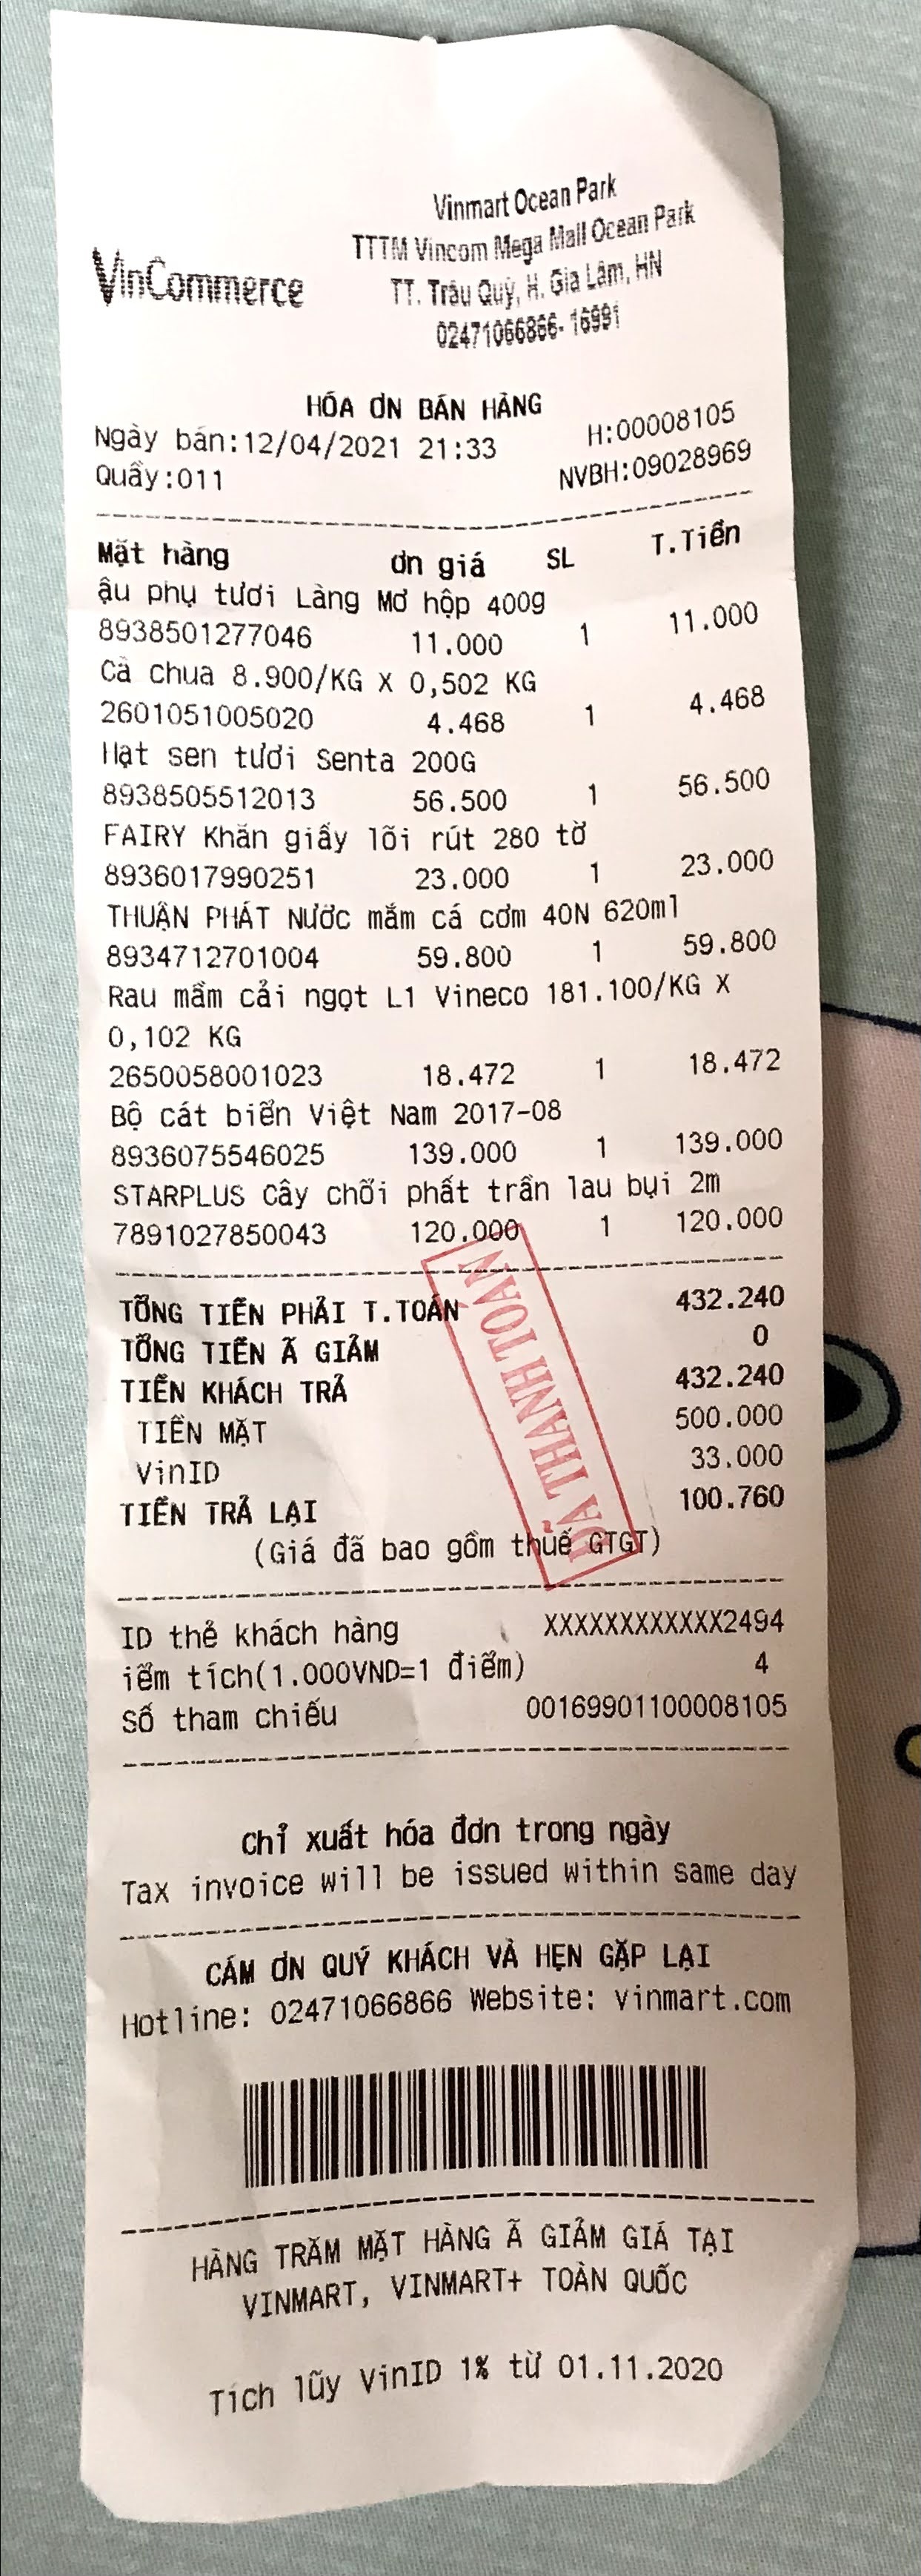 VinCommerce
Vinmart Ocean Park
TTTM Vincom Mega Mall Ocean Park
TT. Trâu Quỳ, H. Gia Lâm, HN
02471066866- 16991
HÓA ƠN BÁN HÀNG
Ngày bán:12/04/2021 21:33 H:00008105
Quầy:011 NVBH:09028969
Mặt hàng ơn giá SL T.Tiền
ậu phụ tươi Làng Mơ hộp 400g
8938501277046 11.000 1 11.000
Cà chua 8.900/KG X 0,502 KG
2601051005020 4.468 1 4.468
Hạt sen tươi Senta 200G
8938505512013 56.500 1 56.500
FAIRY Khăn giấy lõi rút 280 tờ
8936017990251 23.000 1 23.000
THUẬN PHÁT Nước mắm cá cơm 40N 620ml
8934712701004 59.800 1 59.800
Rau mầm cải ngọt L1 Vineco 181.100/KG X
0,102 KG
2650058001023 18.472 1 18.472
Bộ cát biển Việt Nam 2017-08
8936075546025 139.000 1 139.000
STARPLUS Cây chổi phất trần lau bụi 2m
7891027850043 120.000 1 120.000
TỔNG TIỀN PHẢI T.TOÁN 432.240
TỔNG TIỀN Ã GIẢM 0
TIỀN KHÁCH TRẢ 432.240
TIỀN MẶT 500.000
VinID 33.000
TIỀN TRẢ LẠI 100.760
(Giá đã bao gồm thuế GTGT)
ĐÃ THANH TOÁN
ID thẻ khách hàng XXXXXXXXXXXX2494
iểm tích(1.000VND=1 điểm) 4
Số tham chiếu 00169901100008105
Chỉ xuất hóa đơn trong ngày
Tax invoice will be issued within same day
CẢM ƠN QUÝ KHÁCH VÀ HẸN GẶP LẠI
Hotline: 02471066866 Website: vinmart.com
HÀNG TRĂM MẶT HÀNG Ã GIẢM GIÁ TẠI
VINMART, VINMART+ TOÀN QUỐC
Tích lũy VinID 1% từ 01.11.2020